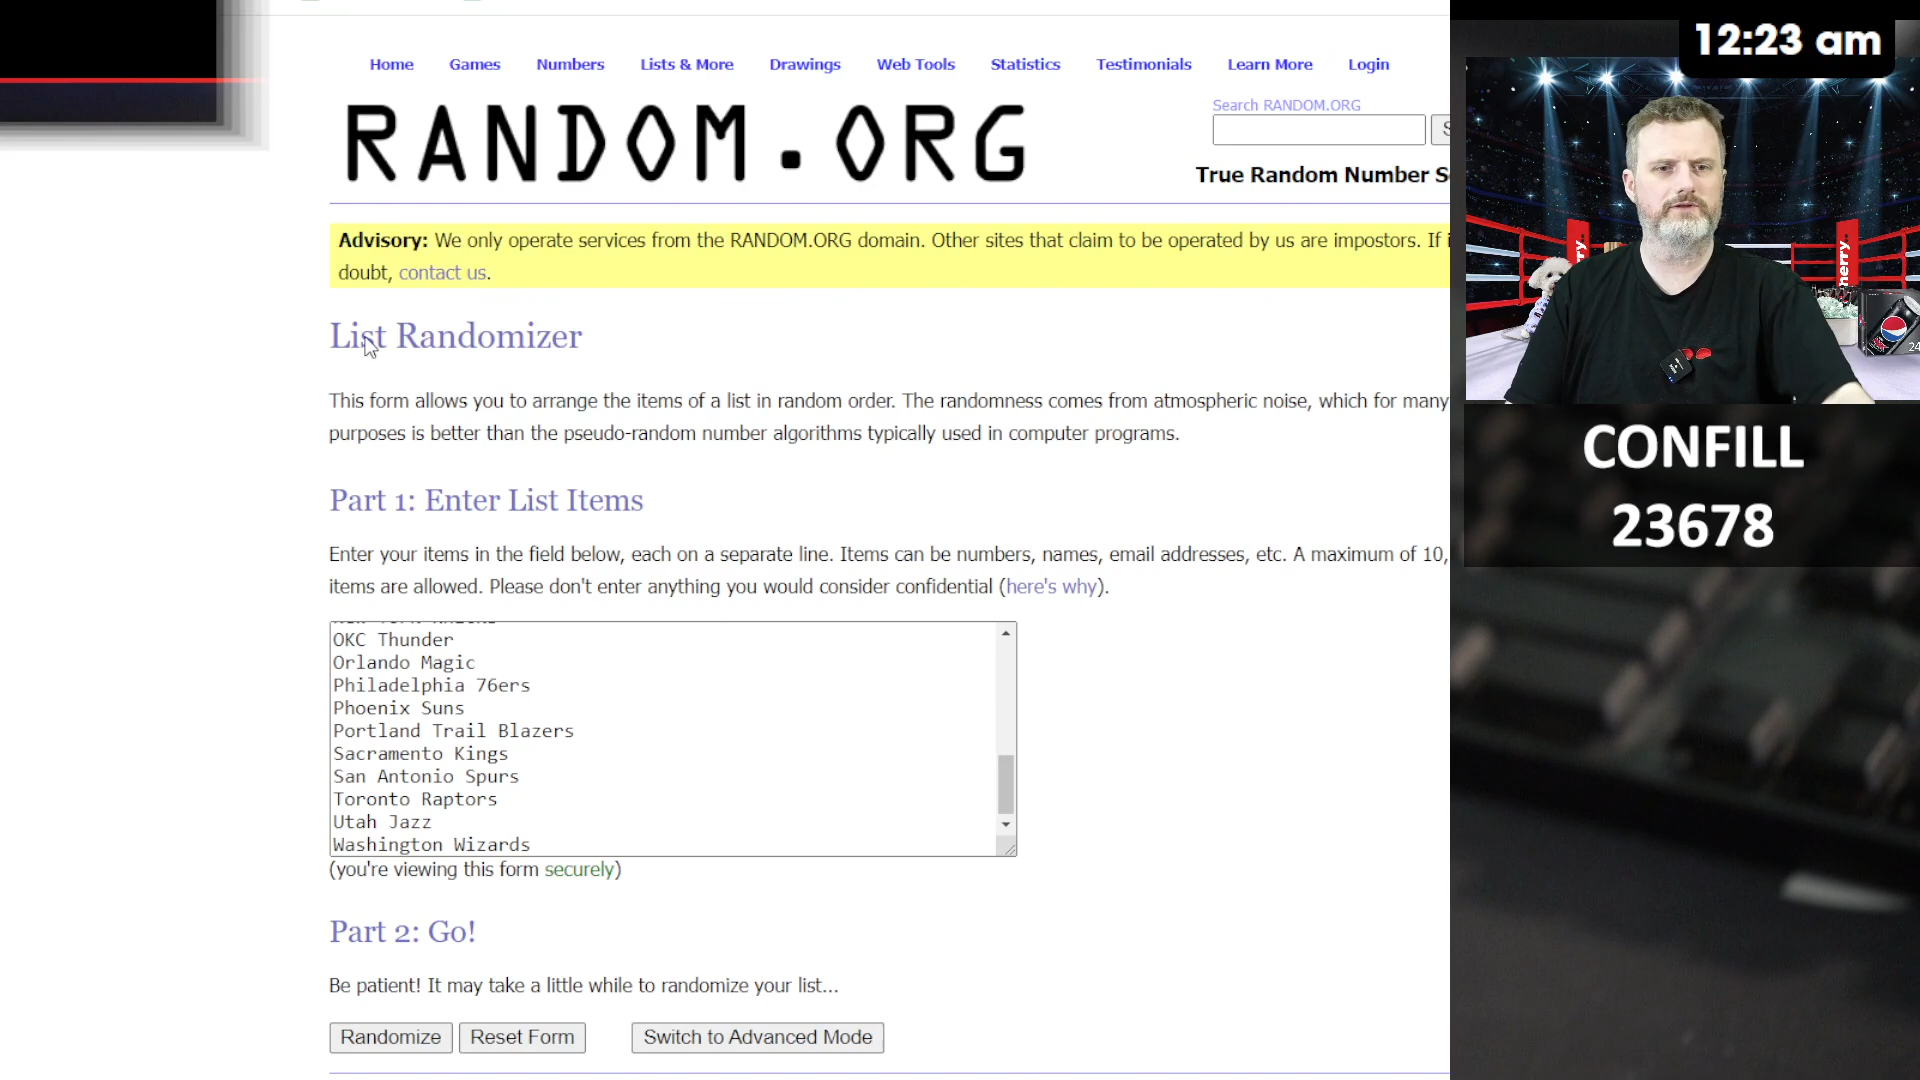 12:23 am
Home Games Numbers Lists & More Drawings Web Tools Statistics Testimonials Learn More Login
RANDOM.ORG
Search RANDOM.ORG
True Random Number
Advisory: We only operate services from the RANDOM.ORG domain. Other sites that claim to be operated by us are impostors. If
doubt, contact us.
List Randomizer
This form allows you to arrange the items of a list in random order. The randomness comes from atmospheric noise, which for many
purposes is better than the pseudo-random number algorithms typically used in computer programs.
CONFILL
23678
Part 1: Enter List Items
Enter your items in the field below, each on a separate line. Items can be numbers, names, email addresses, etc. A maximum of 10,
items are allowed. Please don't enter anything you would consider confidential (here's why).
OKC Thunder
Orlando Magic
Philadelphia 76ers
Phoenix Suns
Portland Trail Blazers
Sacramento Kings
San Antonio Spurs
Toronto Raptors
Utah Jazz
Washington Wizards
(you're viewing this form securely)
Part 2: Go!
Be patient! It may take a little while to randomize your list...
Randomize Reset Form Switch to Advanced Mode